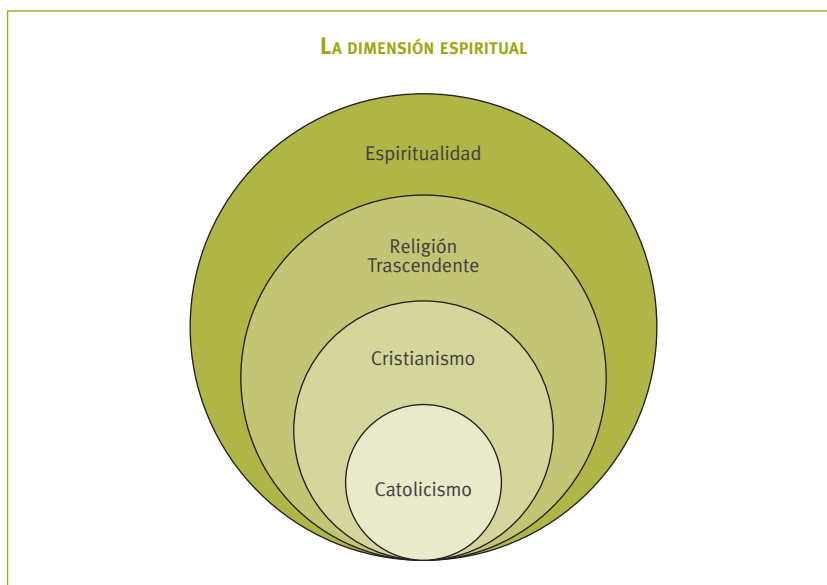 La dimensión espiritual
Espiritualidad
Religión
Trascendente
Cristianismo
Catolicismo